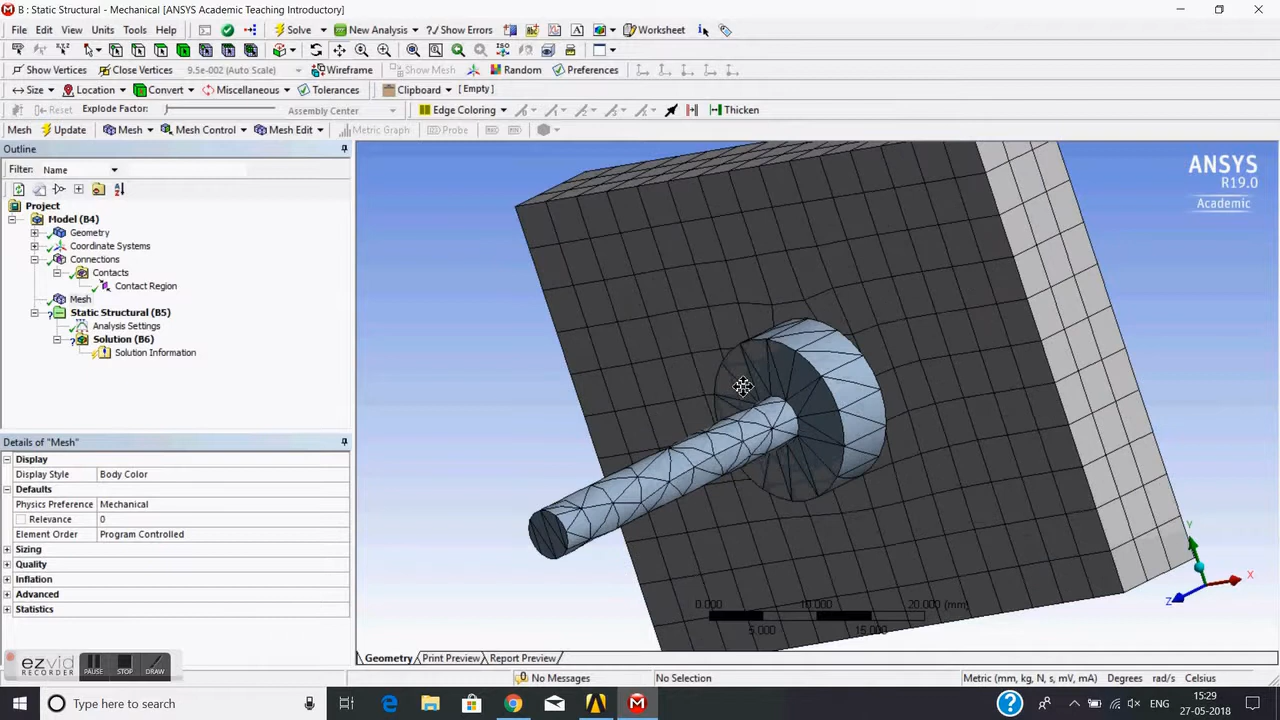 B : Static Structural - Mechanical [ANSYS Academic Teaching Introductory]
File Edit View Units Tools Help Solve New Analysis Show Errors Worksheet
Show Vertices Close Vertices 9.5e-002 (Auto Scale) Wireframe Show Mesh Random Preferences
Size Location Convert Miscellaneous Tolerances Clipboard [ Empty ]
Reset Explode Factor: Assembly Center Edge Coloring Thicken
Mesh Update Mesh Mesh Control Mesh Edit Metric Graph Probe
Outline
Filter: Name
Project
Model (B4)
Geometry
Coordinate Systems
Connections
Contacts
Contact Region
Mesh
Static Structural (B5)
Analysis Settings
Solution (B6)
Solution Information
Details of "Mesh"
Display
Display Style Body Color
Defaults
Physics Preference Mechanical
Relevance 0
Element Order Program Controlled
Sizing
Quality
Inflation
Advanced
Statistics
ANSYS
R19.0
Academic
Y
X
Z
0.000 10.000 20.000 (mm)
5.000 15.000
Geometry Print Preview Report Preview
ezvid
RECORDER
PAUSE STOP DRAW
0 No Messages No Selection Metric (mm, kg, N, s, mV, mA) Degrees rad/s Celsius
Type here to search
ENG
15:29
27-05-2018